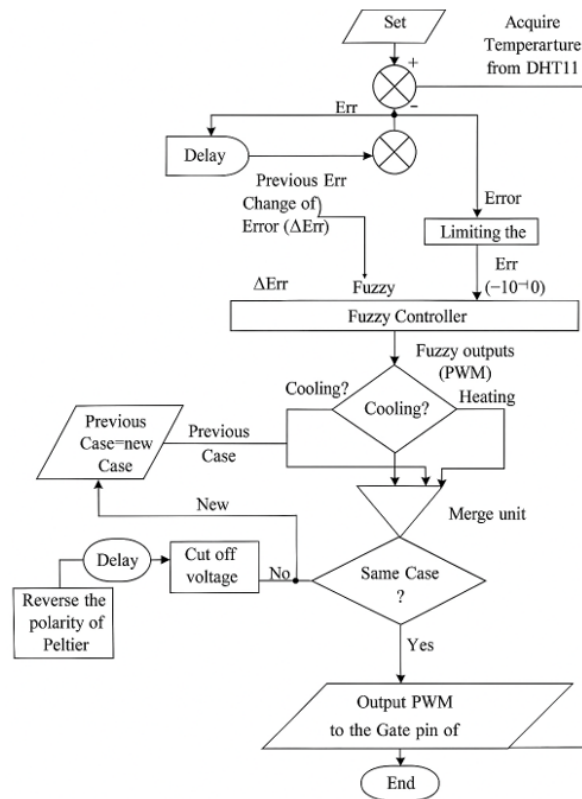 Set
Acquire
Temperarture
from DHT11
+
-
Err
Delay
Previous Err
Change of
Error (ΔErr)
Error
Limiting the
Err
ΔErr
Fuzzy
Fuzzy Controller
Fuzzy outputs
(PWM)
Cooling?
Cooling?
Heating
Previous
Case=new
Case
Previous
Case
Merge unit
New
Delay
Cut off
voltage
No
Same Case
?
Reverse the
polarity of
Peltier
Yes
Output PWM
to the Gate pin of
End